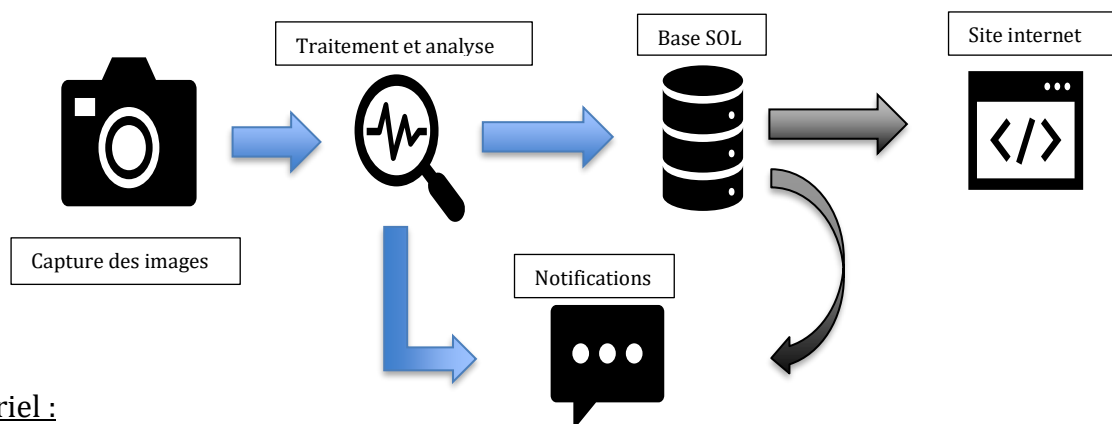 Traitement et analyse
Base SQL
Site internet
Capture des images
Notifications
riel :